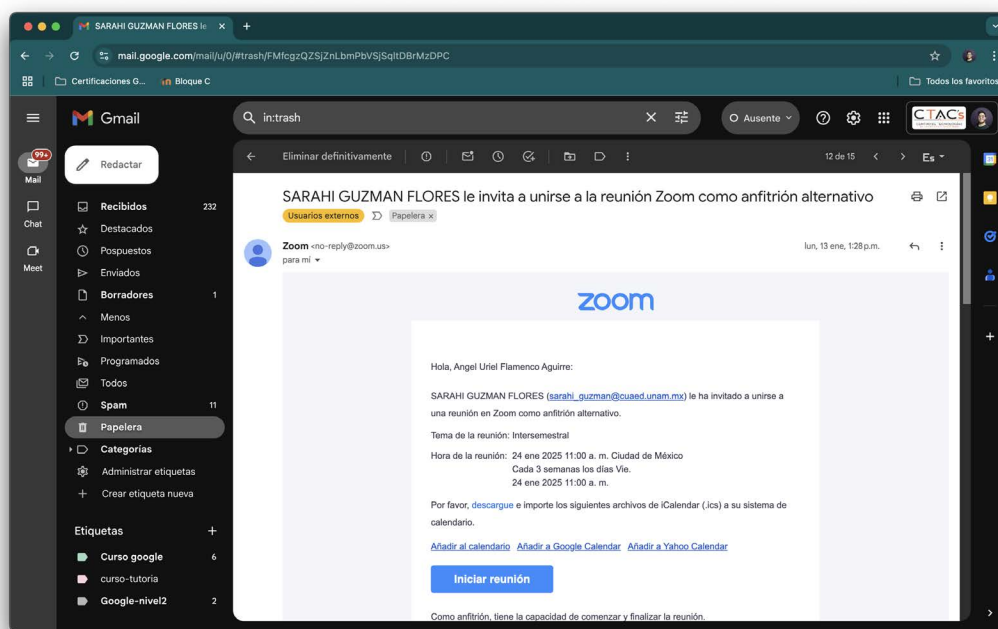 SARAHI GUZMAN FLORES le
mail.google.com/mail/u/0/#trash/FMfcgzQZSjZnLbmPbVSjSqltDBrMzDPC
Certificaciones G...
Bloque C
Todos los favoritos
Gmail
in:trash
Ausente
CTACs
99+
Mail
Chat
Meet
Redactar
Recibidos 232
Destacados
Pospuestos
Enviados
Borradores 1
Menos
Importantes
Programados
Todos
Spam 11
Papelera
Categorías
Administrar etiquetas
Crear etiqueta nueva
Etiquetas
Curso google 6
curso-tutoria
Google-nivel2 2
Eliminar definitivamente
12 de 15
Es
SARAHI GUZMAN FLORES le invita a unirse a la reunión Zoom como anfitrión alternativo
Usuarios externos
Papelera x
Zoom <no-reply@zoom.us>
lun, 13 ene, 1:28 p.m.
para mí
zoom
Hola, Angel Uriel Flamenco Aguirre:
SARAHI GUZMAN FLORES (sarahi_guzman@cuaed.unam.mx) le ha invitado a unirse a
una reunión en Zoom como anfitrión alternativo.
Tema de la reunión: Intersemestral
Hora de la reunión: 24 ene 2025 11:00 a. m. Ciudad de México
Cada 3 semanas los días Vie.
24 ene 2025 11:00 a. m.
Por favor, descargue e importe los siguientes archivos de iCalendar (.ics) a su sistema de
calendario.
Añadir al calendario Añadir a Google Calendar Añadir a Yahoo Calendar
Iniciar reunión
Como anfitrión, tiene la capacidad de comenzar y finalizar la reunión.